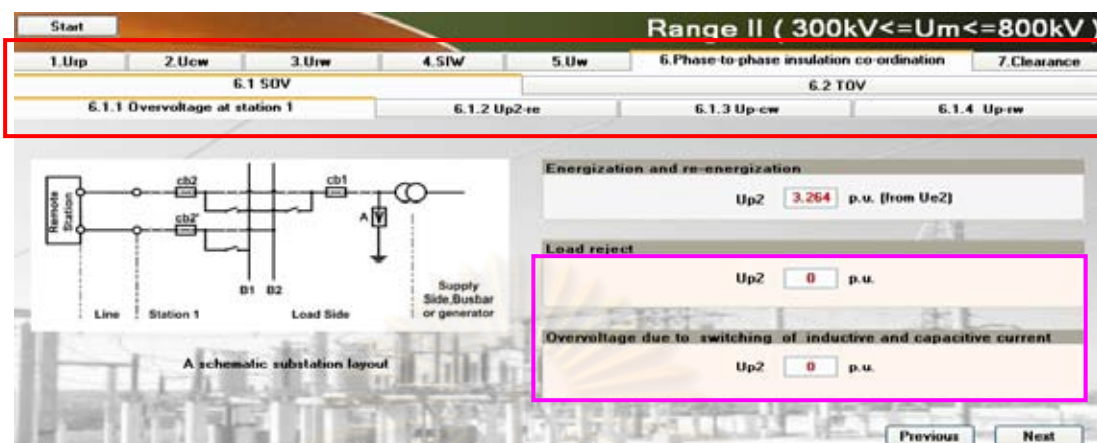 Start
Range II ( 300kV<=Um<=800kV )
1.Urp 2.Ucw 3.Urw 4.SIW 5.Uw 6.Phase-to-phase insulation co-ordination 7.Clearance
6.1 SOV 6.2 TOV
6.1.1 Overvoltage at station 1 6.1.2 Up2-re 6.1.3 Up-cw 6.1.4 Up-rw
Remote Station
cb2
cb1
cb2'
A
B1 B2
Line
Station 1
Load Side
Supply Side,Busbar or generator
A schematic substation layout
Energization and re-energization
Up2 3.264 p.u. (from Ue2)
Load reject
Up2 0 p.u.
Overvoltage due to switching of inductive and capacitive current
Up2 0 p.u.
Previous Next